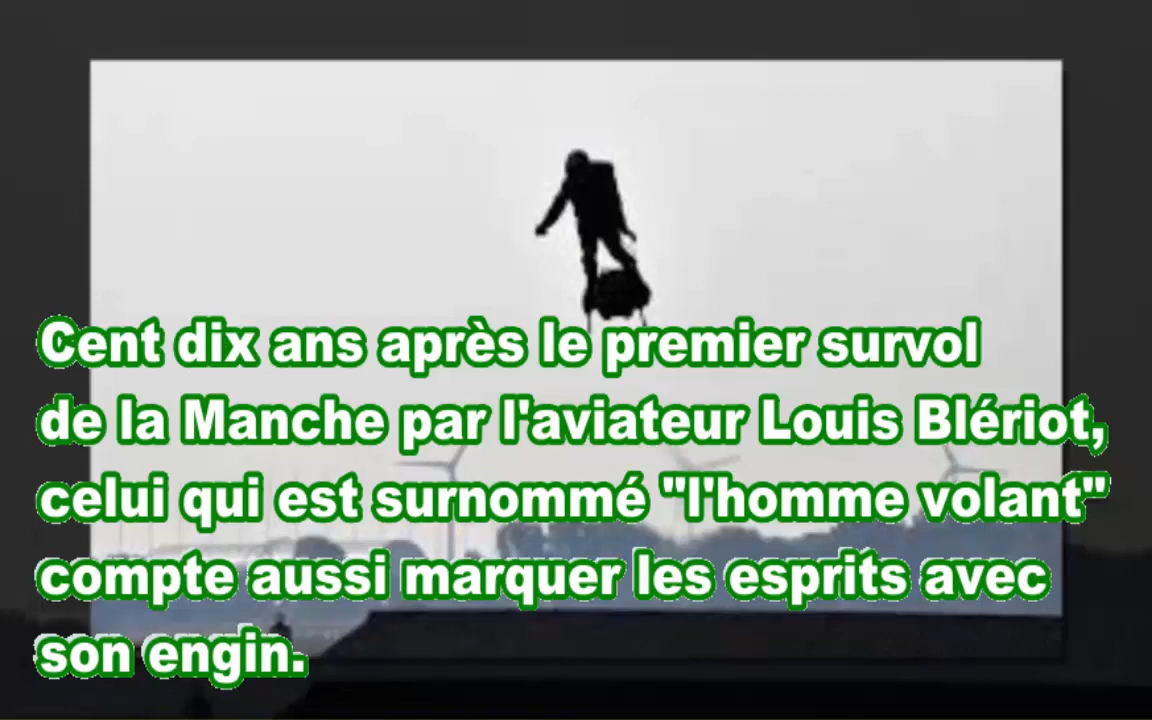 Cent dix ans après le premier survol
de la Manche par l'aviateur Louis Blériot,
celui qui est surnommé "l'homme volant"
compte aussi marquer les esprits avec
son engin.